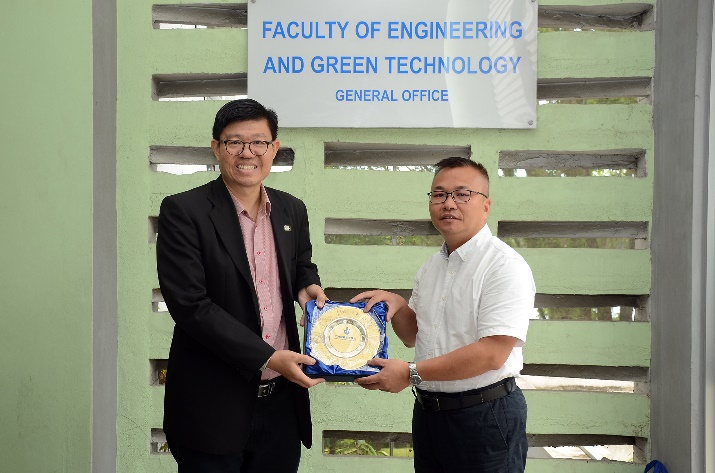 FACULTY OF ENGINEERING
AND GREEN TECHNOLOGY
GENERAL OFFICE